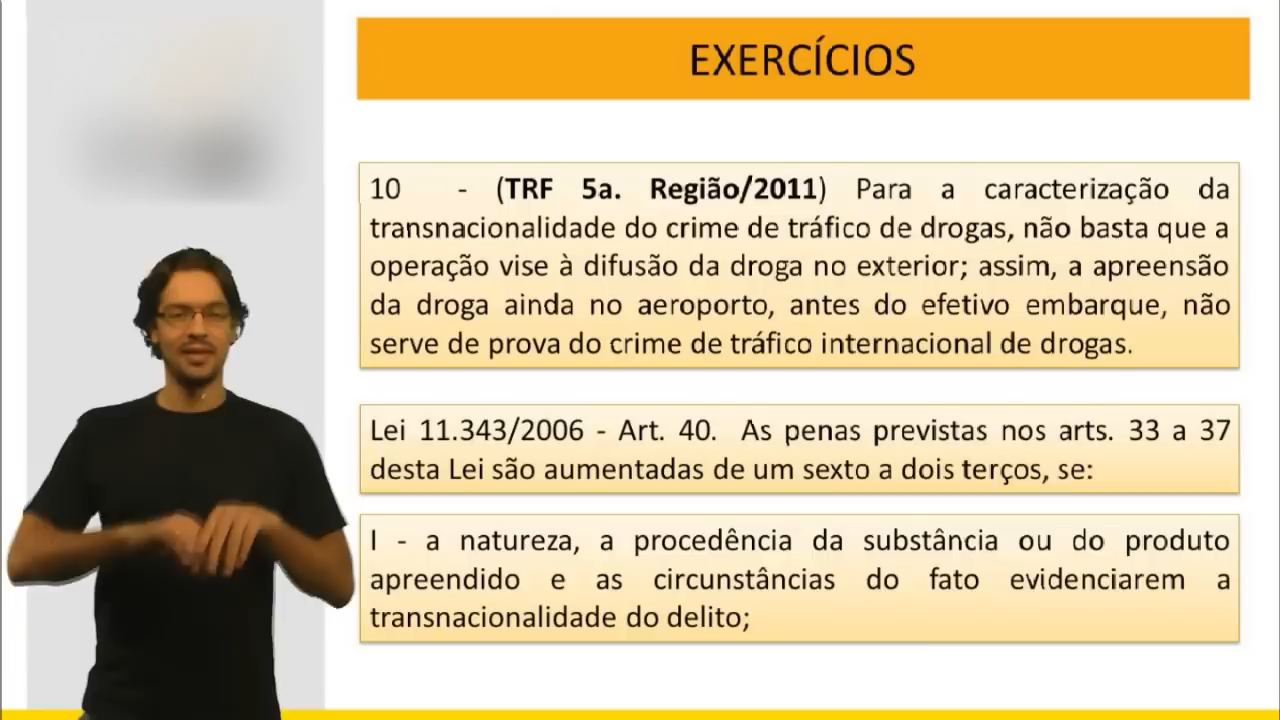 EXERCÍCIOS
10 - (TRF 5a. Região/2011) Para a caracterização da
transnacionalidade do crime de tráfico de drogas, não basta que a
operação vise à difusão da droga no exterior; assim, a apreensão
da droga ainda no aeroporto, antes do efetivo embarque, não
serve de prova do crime de tráfico internacional de drogas.
Lei 11.343/2006 - Art. 40. As penas previstas nos arts. 33 a 37
desta Lei são aumentadas de um sexto a dois terços, se:
I - a natureza, a procedência da substância ou do produto
apreendido e as circunstâncias do fato evidenciarem a
transnacionalidade do delito;